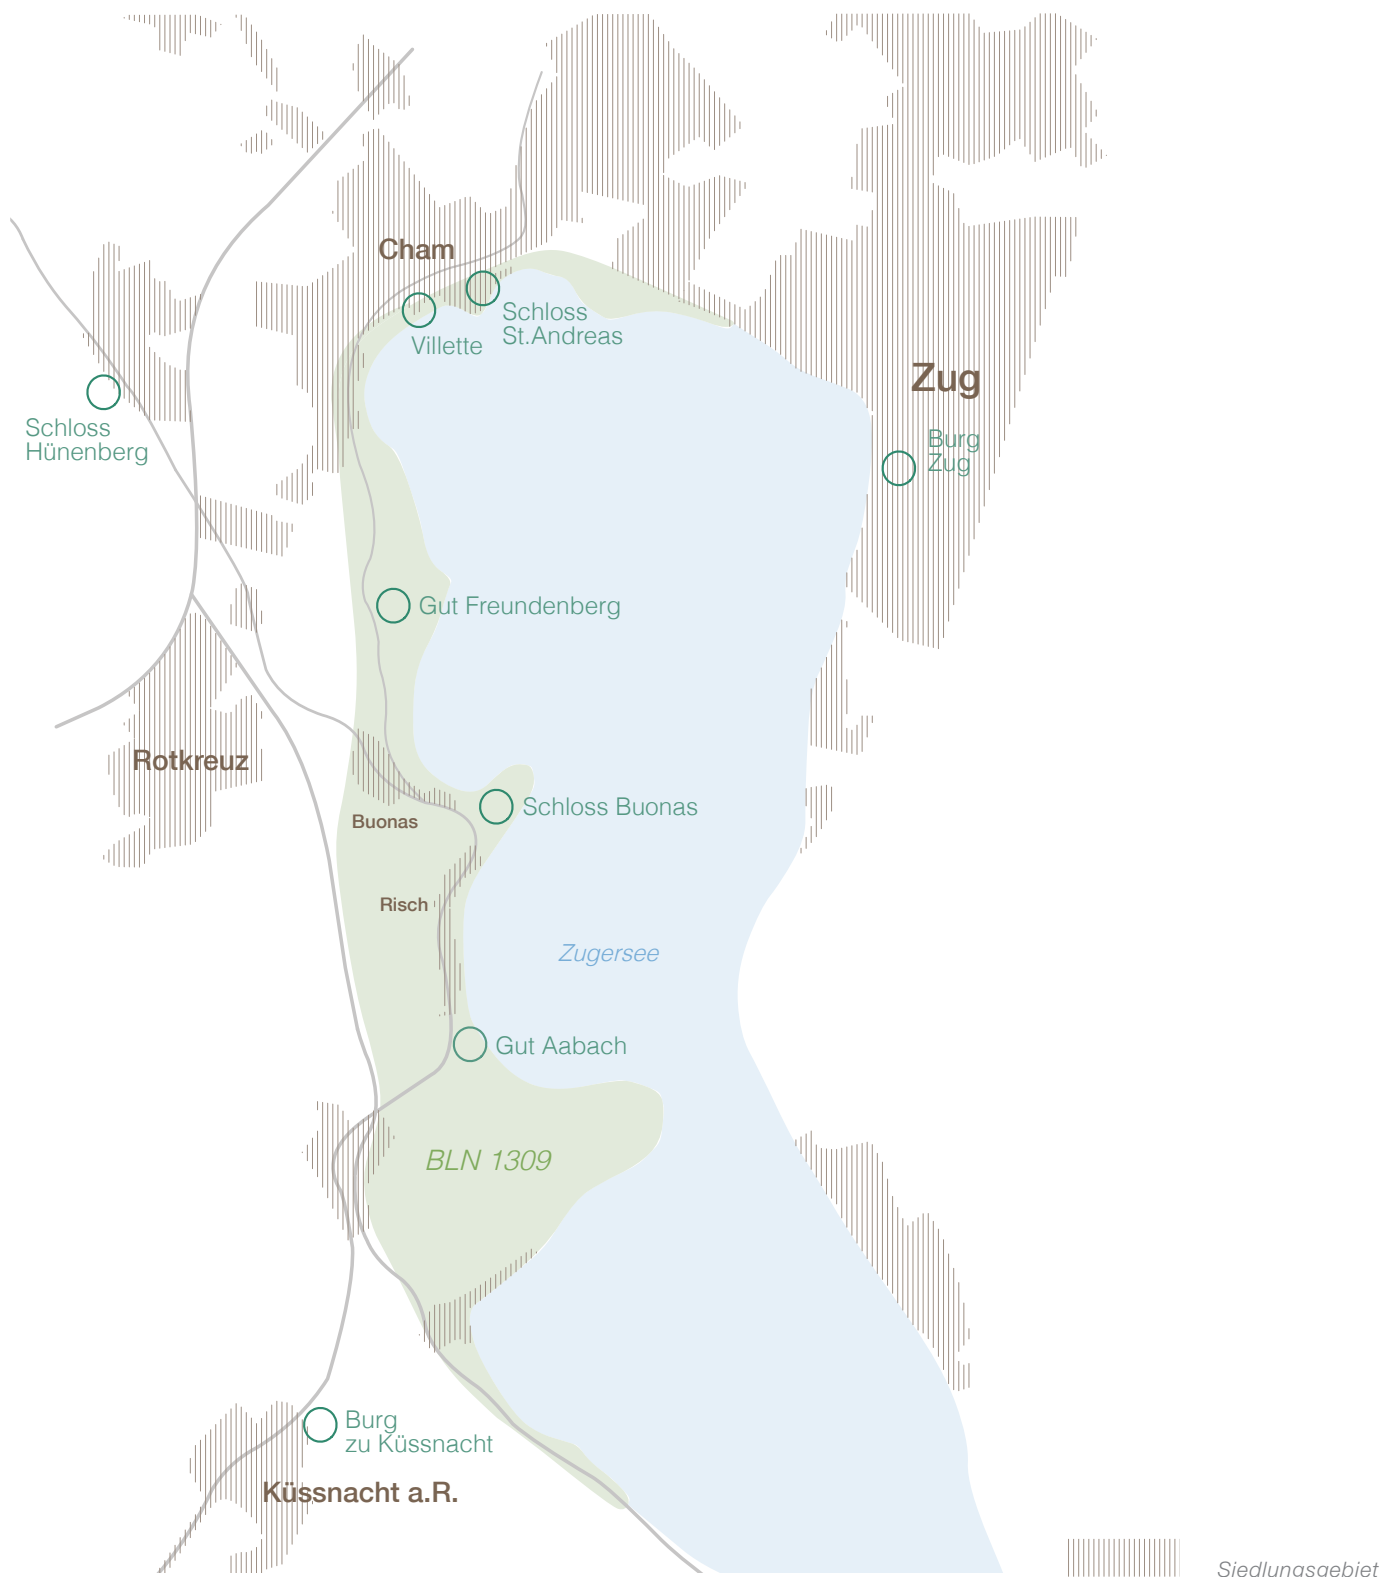 Cham
Schloss
St.Andreas
Villette
Zug
Schloss
Hünenberg
Burg
Zug
Gut Freundenberg
Rotkreuz
Schloss Buonas
Buonas
Risch
Zugersee
Gut Aabach
BLN 1309
Burg
zu Küssnacht
Küssnacht a.R.
Siedlungsgebiet